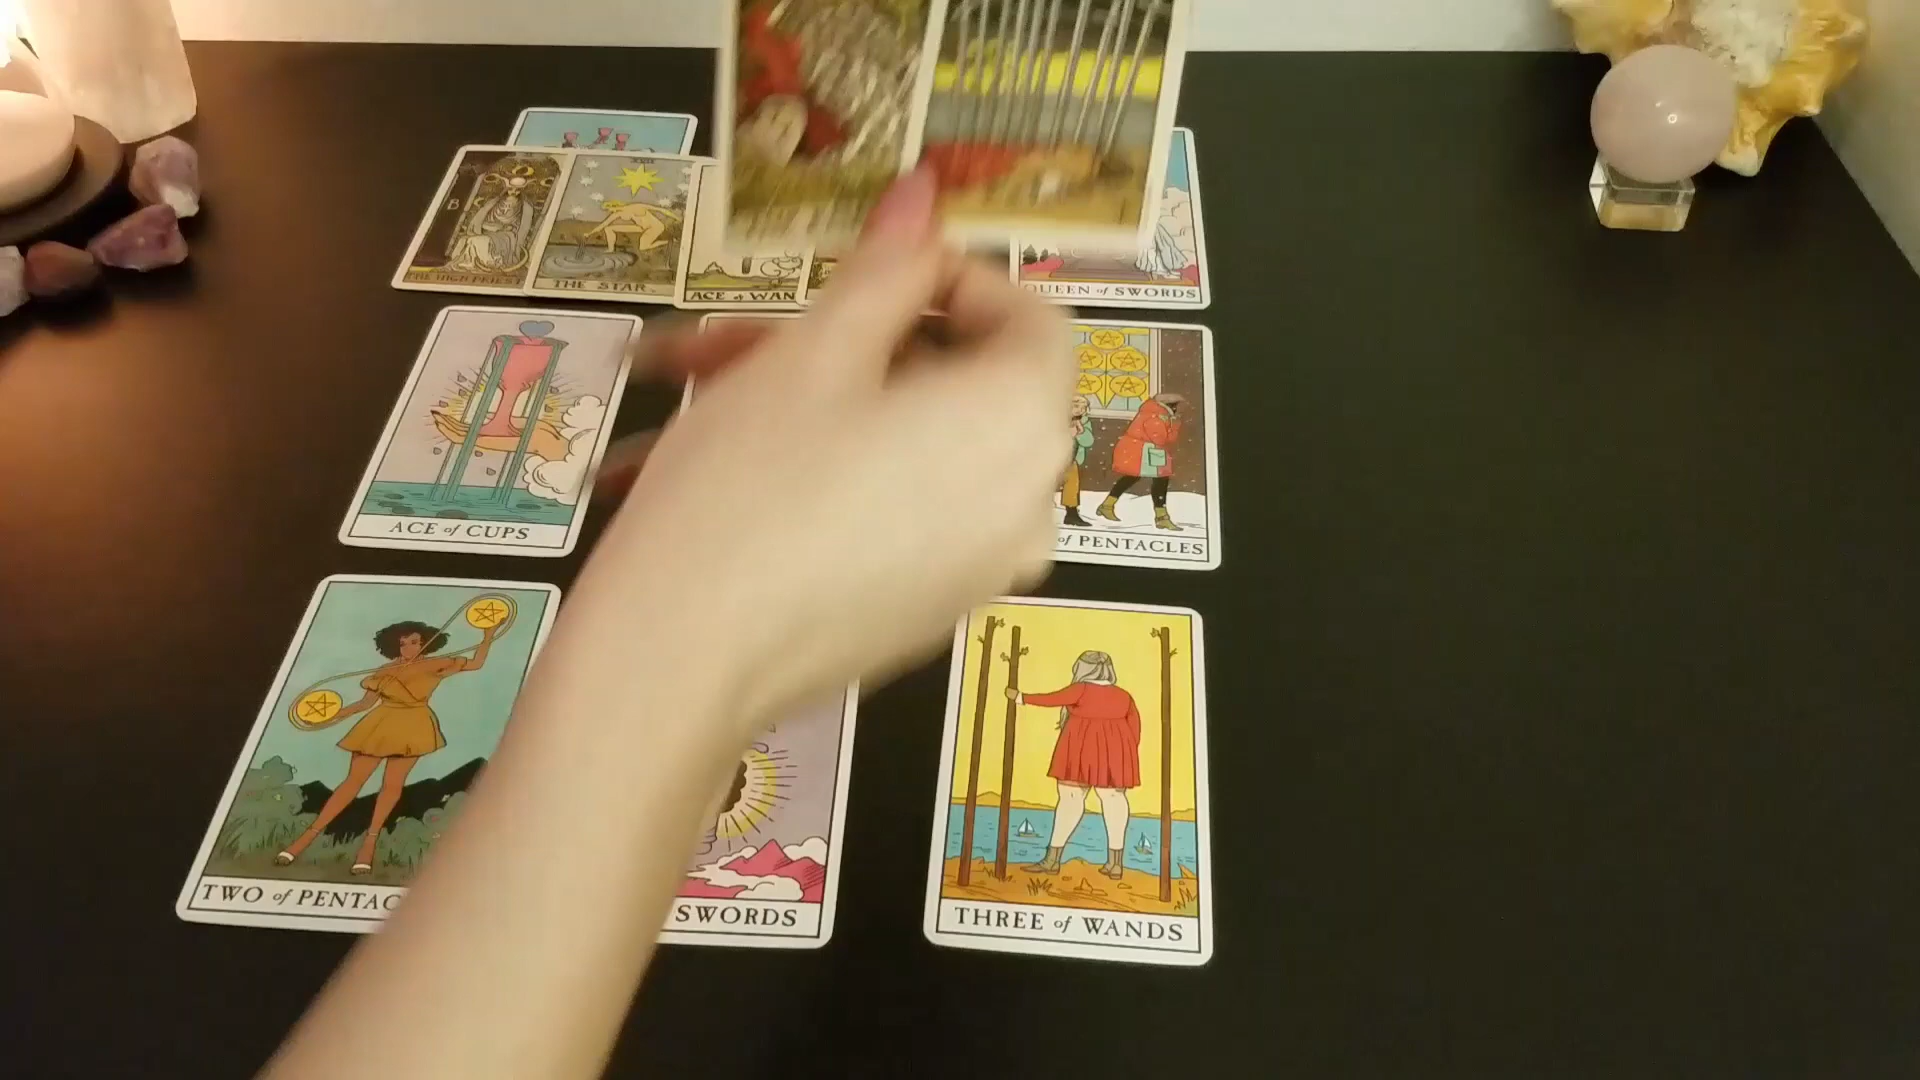 THE HIGH PRIEST
THE STAR.
ACE of WAN
QUEEN of SWORDS
ACE of CUPS
of PENTACLES
TWO of PENTAC
SWORDS
THREE of WANDS